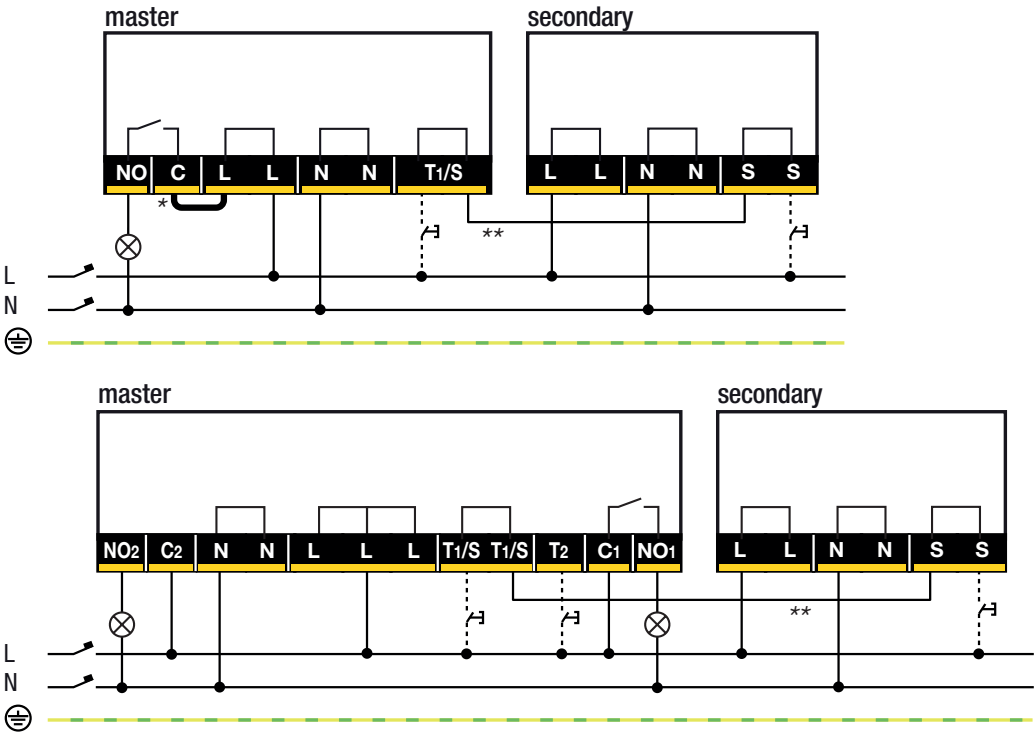 master secondary
NO C L L N N T1/S L L N N S S
*
**
L
N
master secondary
NO2 C2 N N L L L T1/S T1/S T2 C1 NO1 L L N N S S
**
L
N